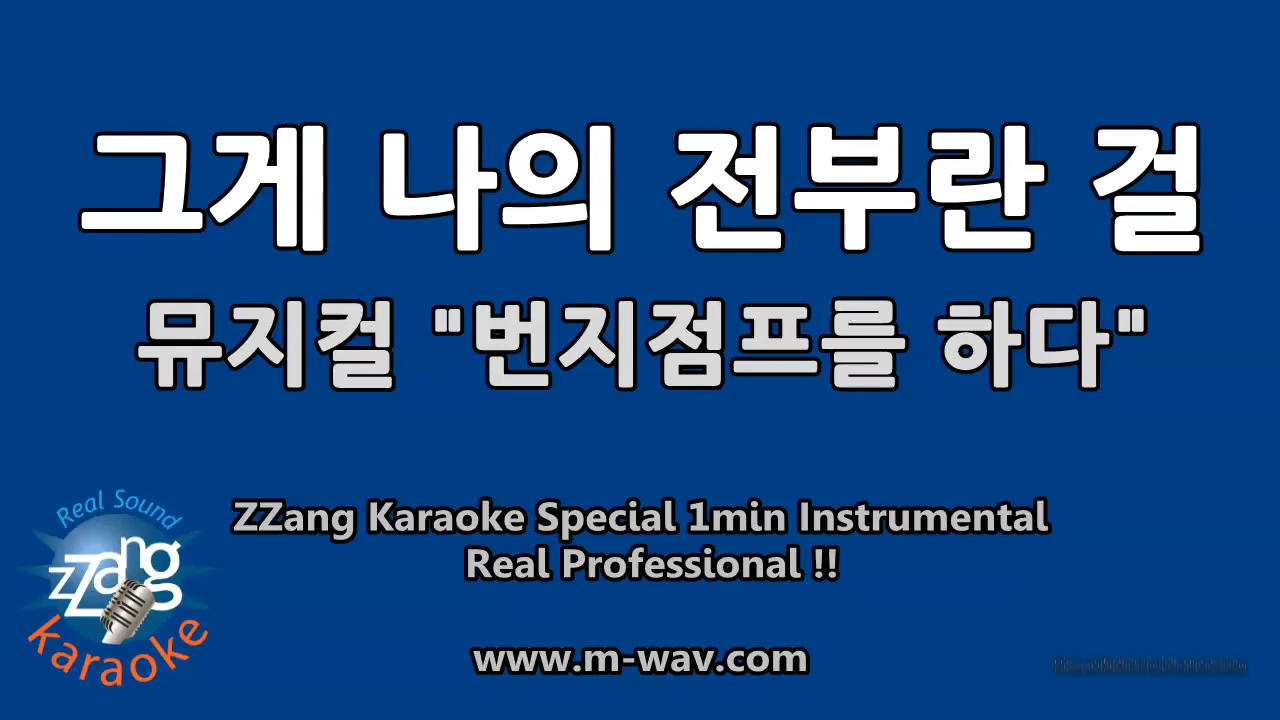 그게 나의 전부란 걸
뮤지컬 "번지점프를 하다"
ZZang Karaoke Special 1min Instrumental
Real Professional !!
Real Sound
zZang
karaoke
www.m-wav.com